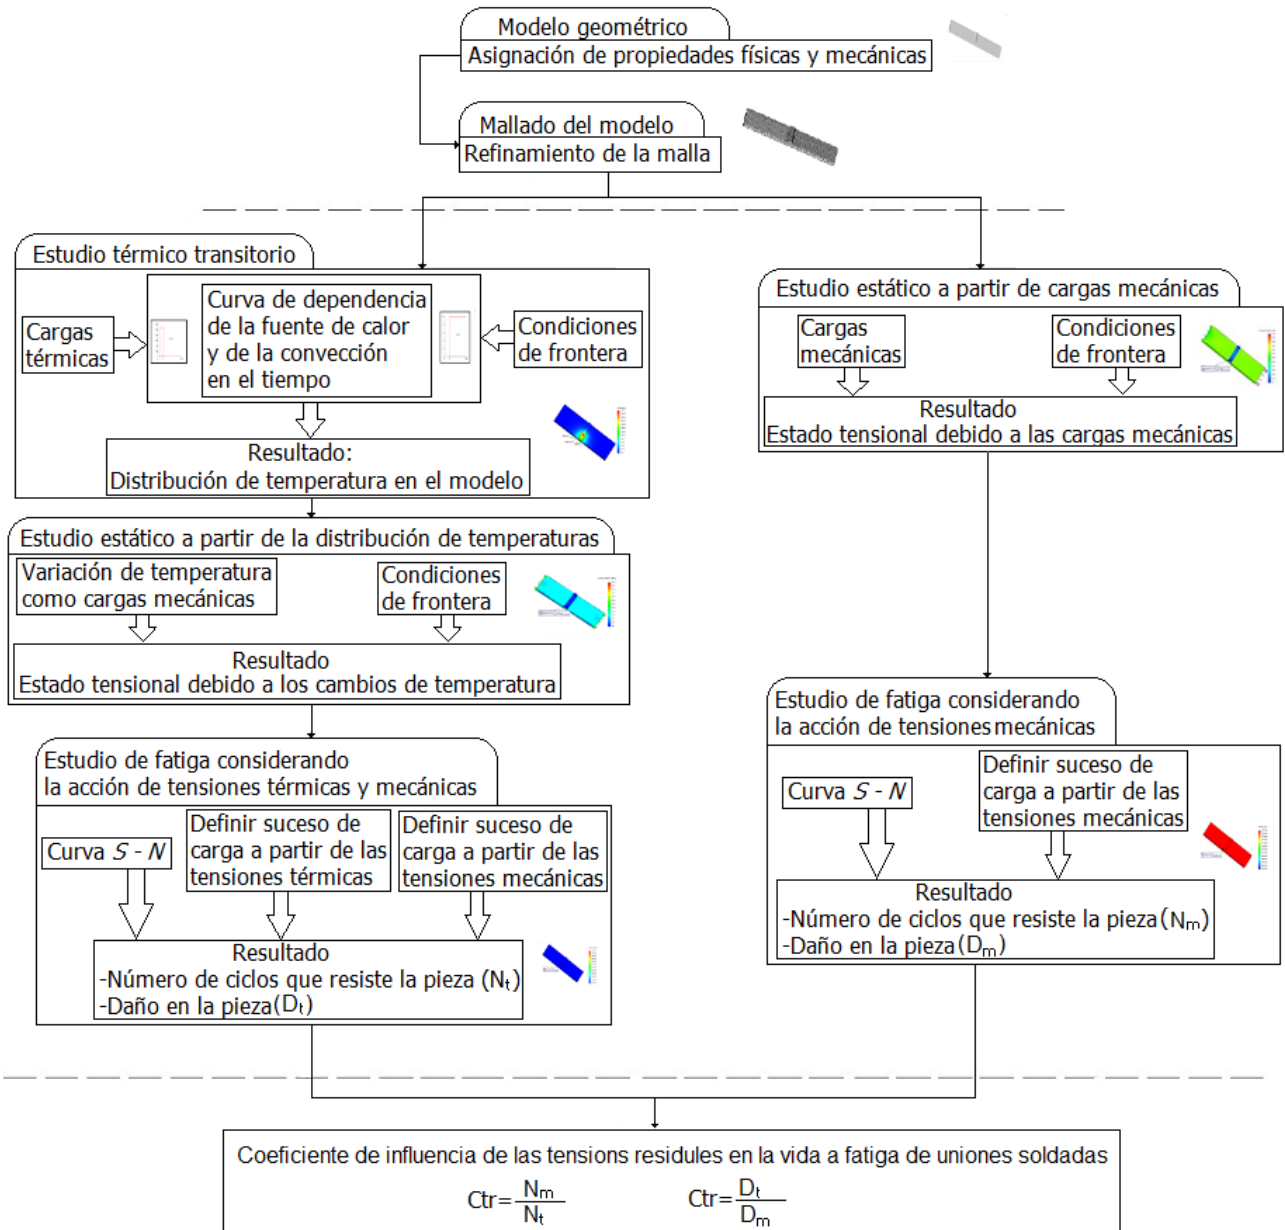 Modelo geométrico
Asignación de propiedades físicas y mecánicas
Mallado del modelo
Refinamiento de la malla
Estudio térmico transitorio
Cargas
térmicas
Curva de dependencia
de la fuente de calor
y de la convección
en el tiempo
Condiciones
de frontera
Resultado:
Distribución de temperatura en el modelo
Estudio estático a partir de la distribución de temperaturas
Variación de temperatura
como cargas mecánicas
Condiciones
de frontera
Resultado
Estado tensional debido a los cambios de temperatura
Estudio de fatiga considerando
la acción de tensiones térmicas y mecánicas
Curva S - N
Definir suceso de
carga a partir de las
tensiones térmicas
Definir suceso de
carga a partir de las
tensiones mecánicas
Resultado
-Número de ciclos que resiste la pieza (Nt)
-Daño en la pieza(Dt)
Estudio estático a partir de cargas mecánicas
Cargas
mecánicas
Condiciones
de frontera
Resultado
Estado tensional debido a las cargas mecánicas
Estudio de fatiga considerando
la acción de tensiones mecánicas
Curva S - N
Definir suceso de
carga a partir de las
tensiones mecánicas
Resultado
-Número de ciclos que resiste la pieza(Nm)
-Daño en la pieza(Dm)
Coeficiente de influencia de las tensions residules en la vida a fatiga de uniones soldadas
Ctr=Nm/Nt Ctr=Dt/Dm